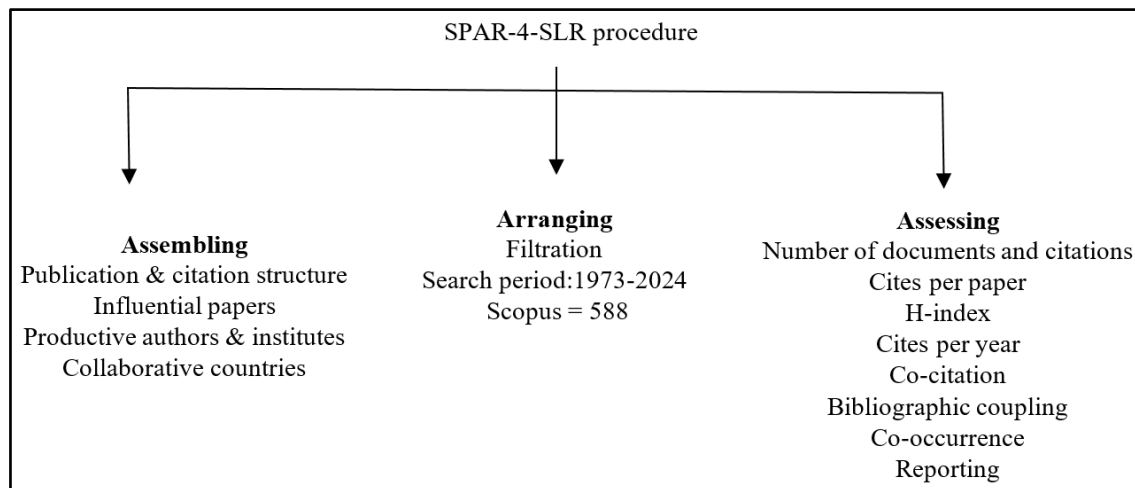 SPAR-4-SLR procedure
Assembling
Publication & citation structure
Influential papers
Productive authors & institutes
Collaborative countries
Arranging
Filtration
Search period:1973-2024
Scopus = 588
Assessing
Number of documents and citations
Cites per paper
H-index
Cites per year
Co-citation
Bibliographic coupling
Co-occurrence
Reporting